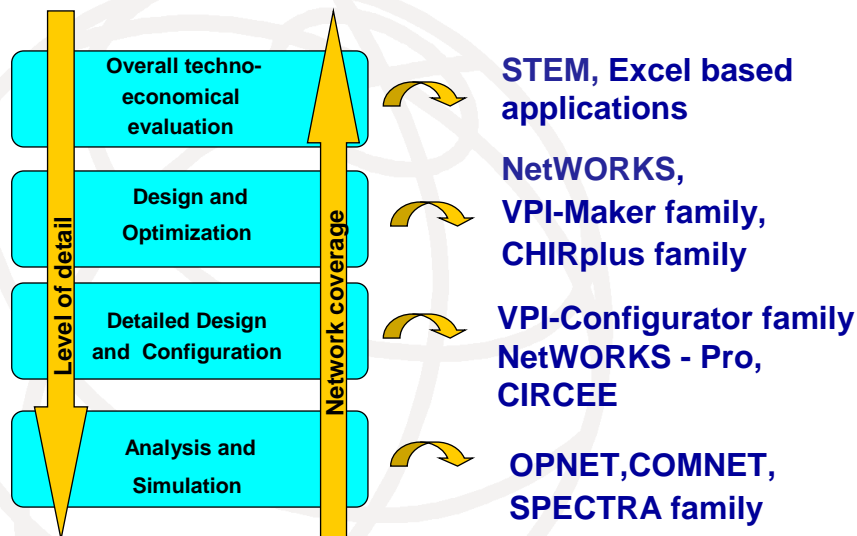 Overall techno-
economical
evaluation
STEM, Excel based
applications
Design and
Optimization
NetWORKS,
VPI-Maker family,
CHIRplus family
Level of detail
Network coverage
Detailed Design
and Configuration
VPI-Configurator family
NetWORKS - Pro,
CIRCEE
Analysis and
Simulation
OPNET,COMNET,
SPECTRA family